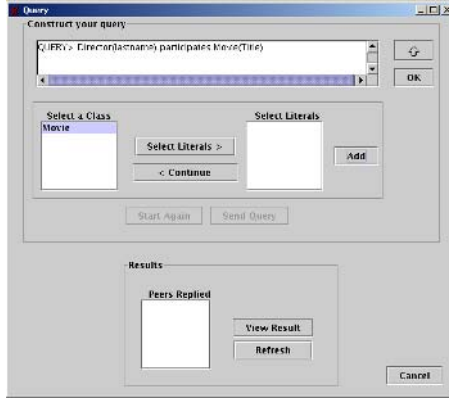 Query
Construct your query
QUERY> Director(lastname) participates Movie(Title)
OK
Select a Class
Select Literals
Movie
Select Literals >
Add
< Continue
Start Again
Send Query
Results
Peers Replied
View Result
Refresh
Cancel